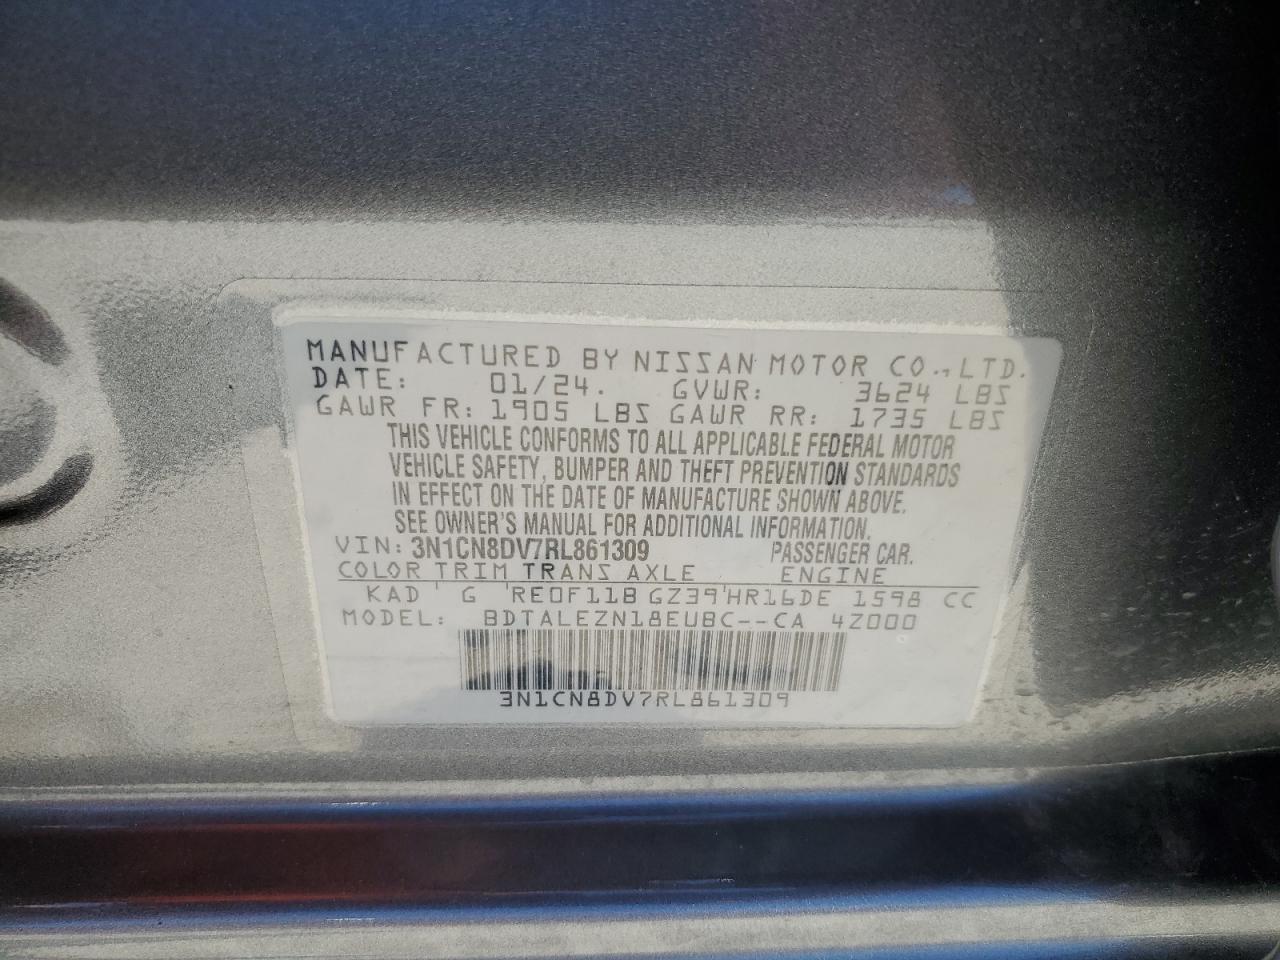 MANUFACTURED BY NISSAN MOTOR CO.,LTD.
DATE: 01/24. GVWR: 3624 LBS
GAWR FR: 1905 LBS GAWR RR: 1735 LBS
THIS VEHICLE CONFORMS TO ALL APPLICABLE FEDERAL MOTOR
VEHICLE SAFETY, BUMPER AND THEFT PREVENTION STANDARDS
IN EFFECT ON THE DATE OF MANUFACTURE SHOWN ABOVE.
SEE OWNER'S MANUAL FOR ADDITIONAL INFORMATION.
VIN: 3N1CN8DV7RL861309 PASSENGER CAR.
COLOR TRIM TRANS AXLE ENGINE
KAD G RE0F11B GZ39 HR16DE 1598 CC
MODEL: BDTALEZN18EUBC--CA 4Z000
3N1CN8DV7RL861309